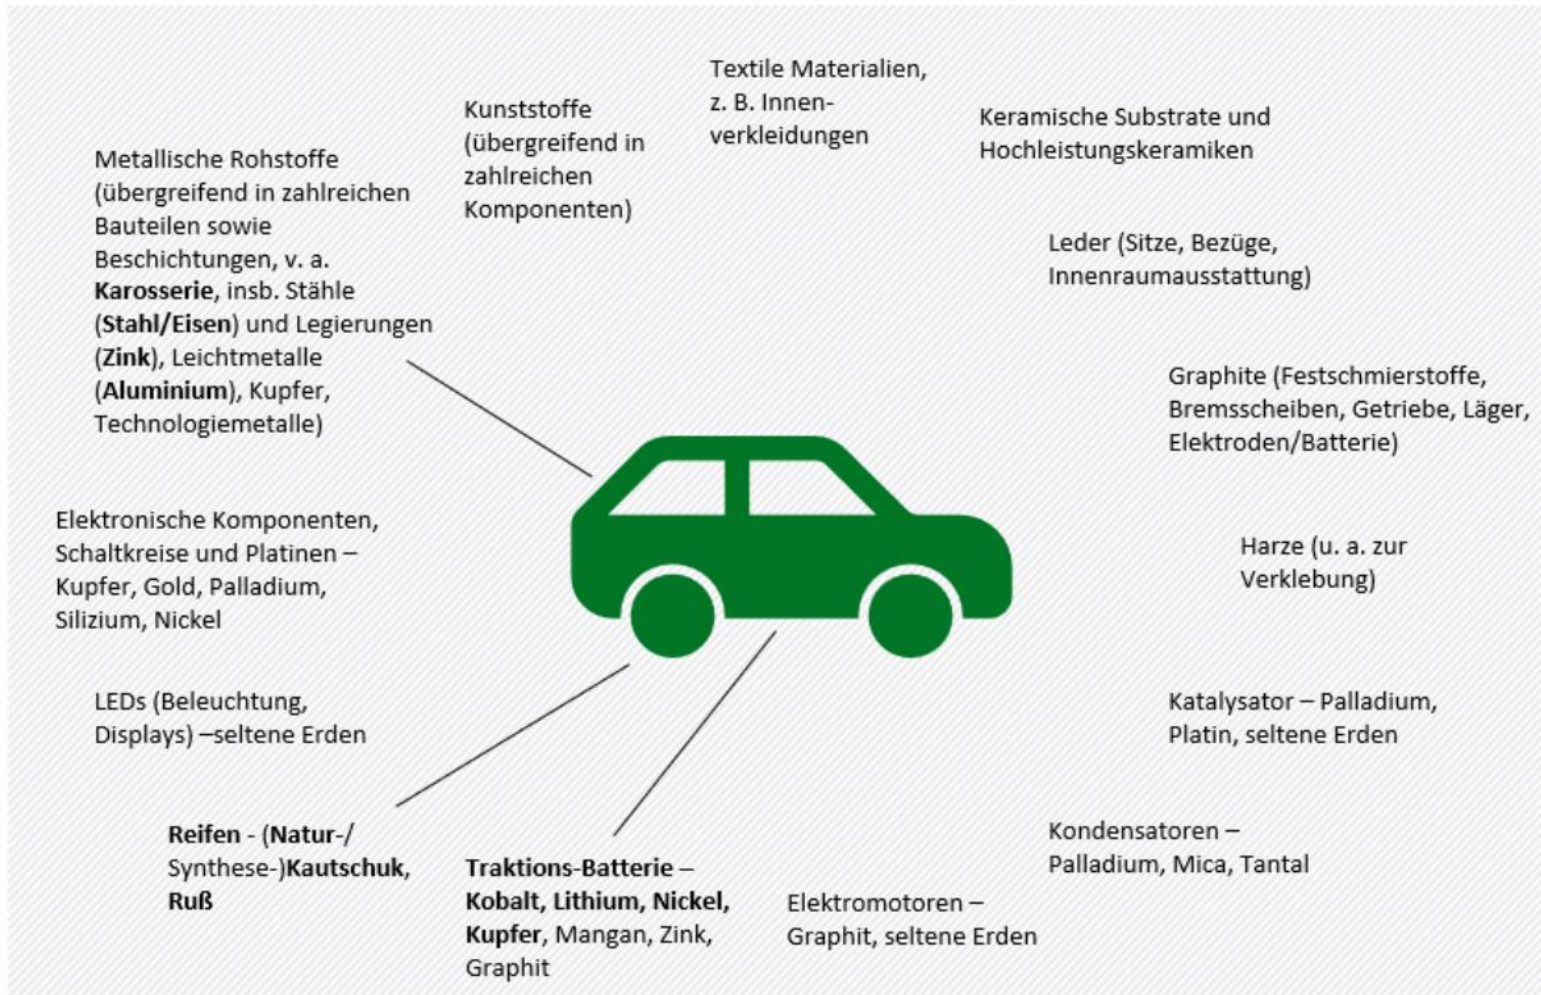 Textile Materialien,
z. B. Innen-
verkleidungen
Kunststoffe
(übergreifend in
zahlreichen
Komponenten)
Keramische Substrate und
Hochleistungskeramiken
Metallische Rohstoffe
(übergreifend in zahlreichen
Bauteilen sowie
Beschichtungen, v. a.
Karosserie, insb. Stähle
(Stahl/Eisen) und Legierungen
(Zink), Leichtmetalle
(Aluminium), Kupfer,
Technologiemetalle)
Leder (Sitze, Bezüge,
Innenraumausstattung)
Graphite (Festschmierstoffe,
Bremsscheiben, Getriebe, Läger,
Elektroden/Batterie)
Elektronische Komponenten,
Schaltkreise und Platinen –
Kupfer, Gold, Palladium,
Silizium, Nickel
Harze (u. a. zur
Verklebung)
LEDs (Beleuchtung,
Displays) –seltene Erden
Katalysator – Palladium,
Platin, seltene Erden
Reifen - (Natur-/
Synthese-)Kautschuk,
Ruß
Traktions-Batterie –
Kobalt, Lithium, Nickel,
Kupfer, Mangan, Zink,
Graphit
Elektromotoren –
Graphit, seltene Erden
Kondensatoren –
Palladium, Mica, Tantal